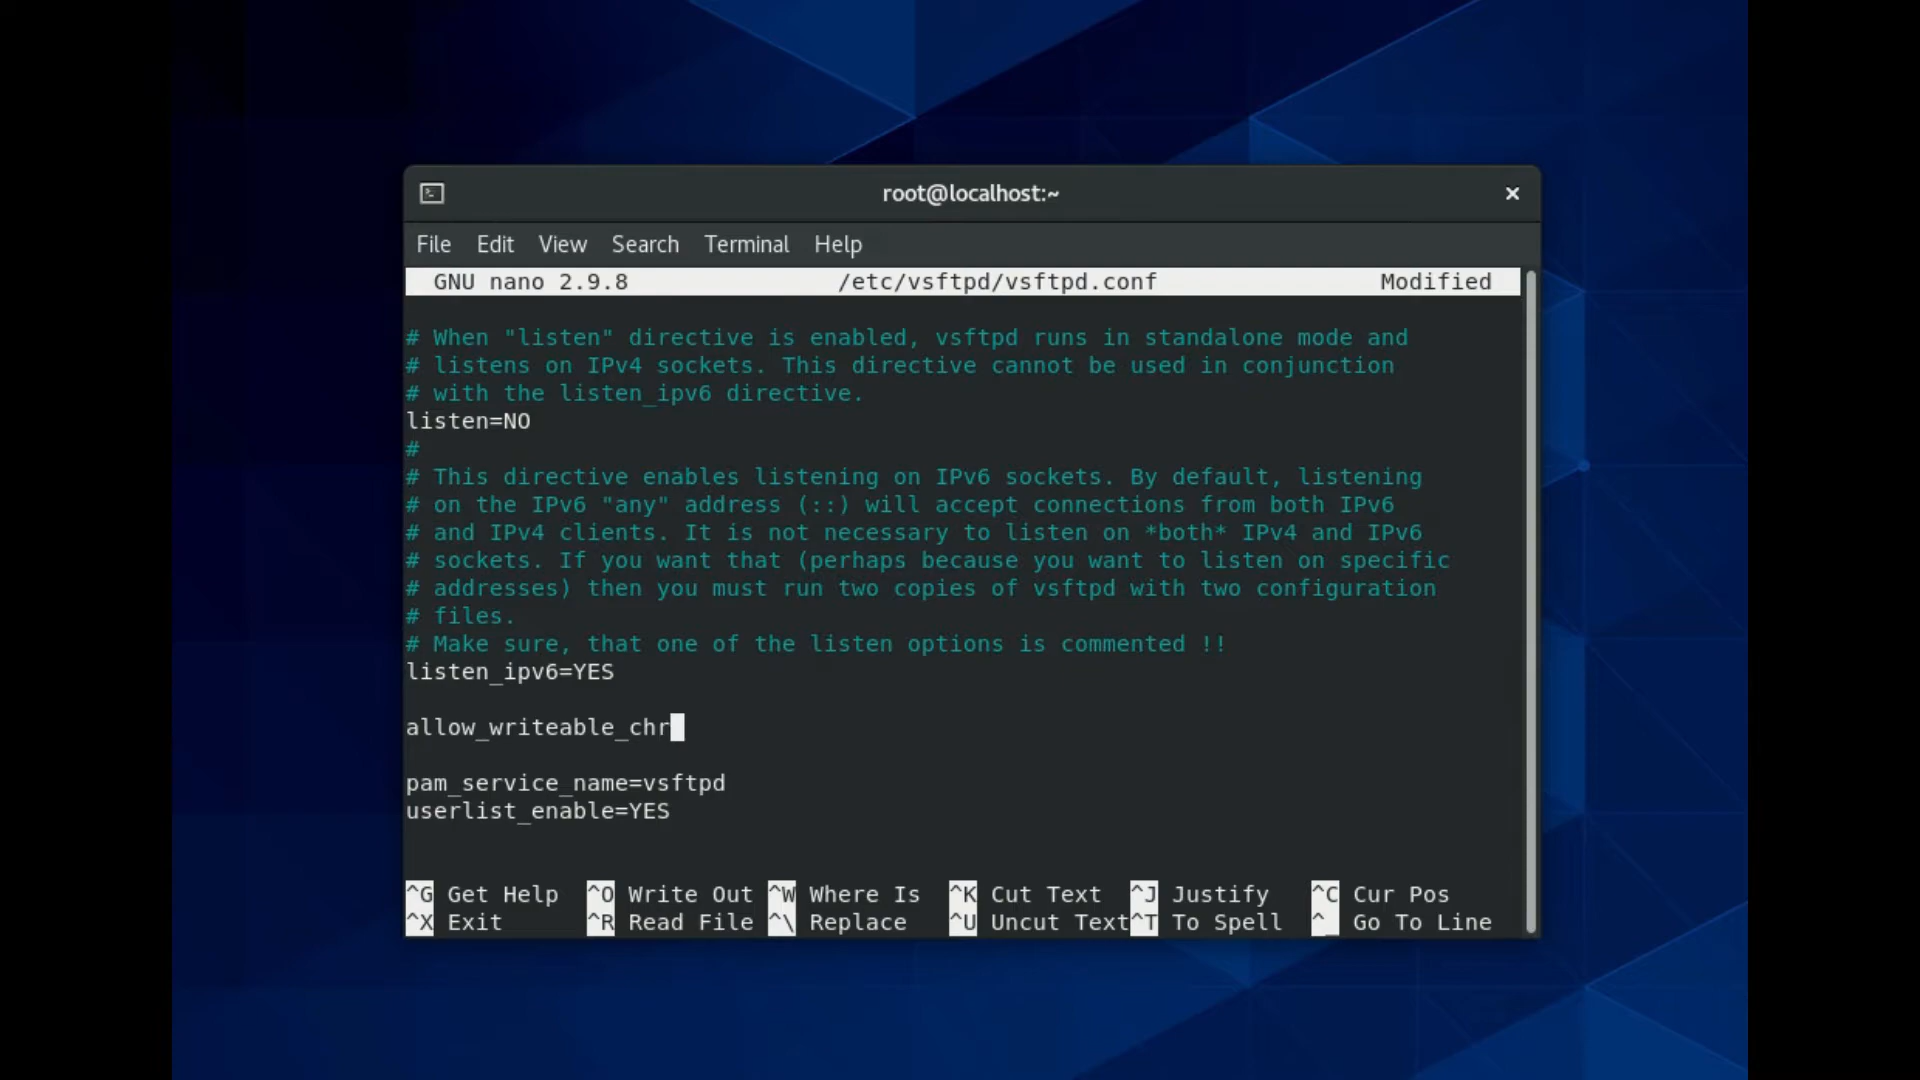 root@localhost:~
File Edit View Search Terminal Help
GNU nano 2.9.8 /etc/vsftpd/vsftpd.conf Modified
# When "listen" directive is enabled, vsftpd runs in standalone mode and
# listens on IPv4 sockets. This directive cannot be used in conjunction
# with the listen_ipv6 directive.
listen=NO
#
# This directive enables listening on IPv6 sockets. By default, listening
# on the IPv6 "any" address (::) will accept connections from both IPv6
# and IPv4 clients. It is not necessary to listen on *both* IPv4 and IPv6
# sockets. If you want that (perhaps because you want to listen on specific
# addresses) then you must run two copies of vsftpd with two configuration
# files.
# Make sure, that one of the listen options is commented !!
listen_ipv6=YES
allow_writeable_chr
pam_service_name=vsftpd
userlist_enable=YES
^G Get Help ^O Write Out ^W Where Is ^K Cut Text ^J Justify ^C Cur Pos
^X Exit ^R Read File ^\ Replace ^U Uncut Text ^T To Spell ^_ Go To Line